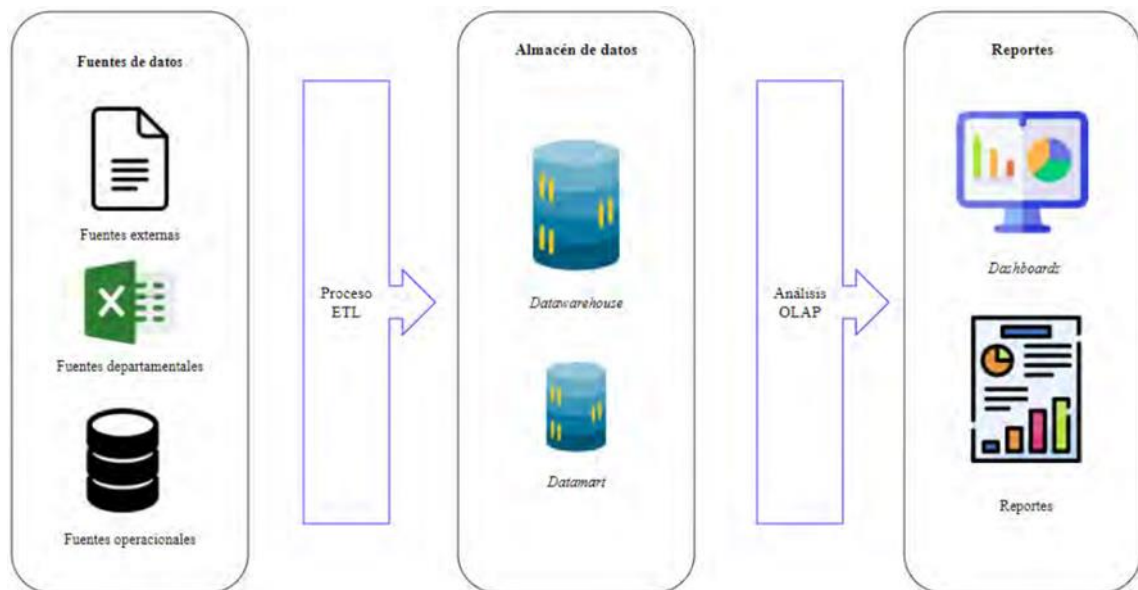 Fuentes de datos
Fuentes externas
Fuentes departamentales
Fuentes operacionales
Proceso
ETL
Almacén de datos
Datawarehouse
Datamart
Análisis
OLAP
Reportes
Dashboards
Reportes